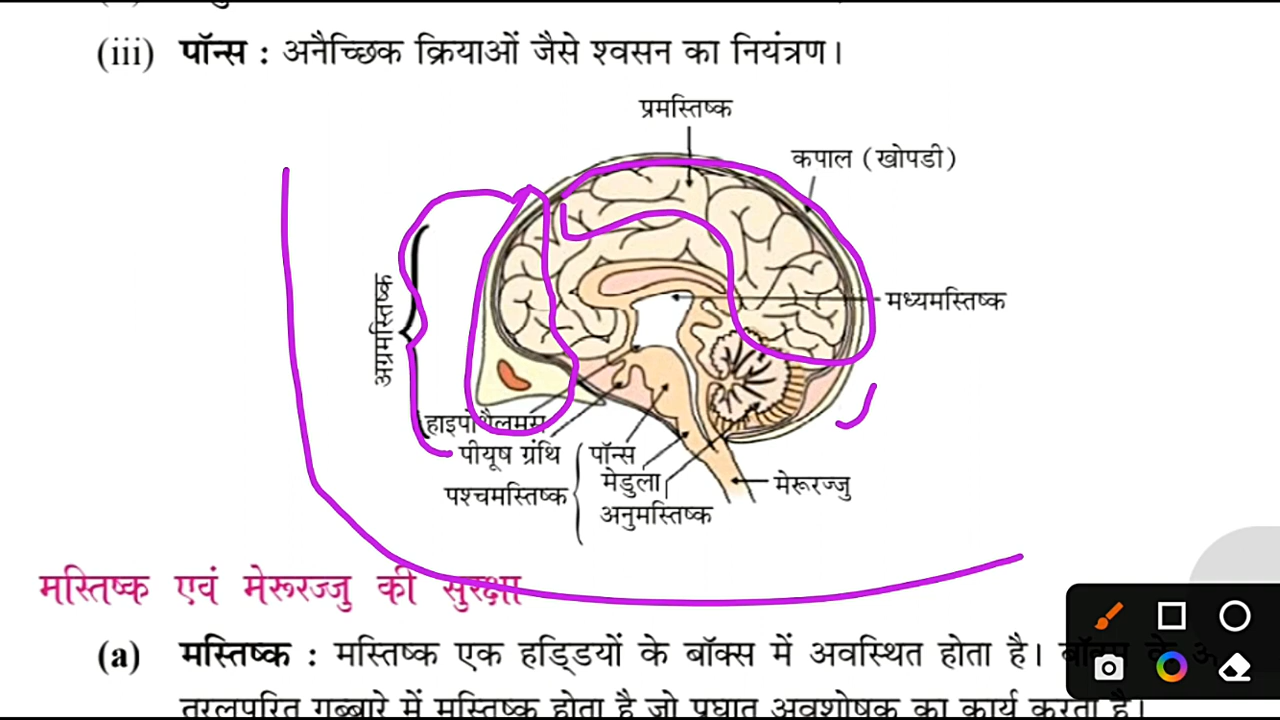 (iii) पॉन्स : अनैच्छिक क्रियाओं जैसे श्वसन का नियंत्रण।
प्रमस्तिष्क
कपाल (खोपडी)
मध्यमस्तिष्क
अग्रमस्तिष्क
हाइपोथैलमस
पीयूष ग्रंथि
पश्चमस्तिष्क
पॉन्स
मेडुला
अनुमस्तिष्क
मेरूरज्जु
मस्तिष्क एवं मेरूरज्जु की सुरक्षा
(a) मस्तिष्क : मस्तिष्क एक हड्डियों के बॉक्स में अवस्थित होता है। बॉक्स के
तरलपूरित गुब्बारे में मस्तिष्क होता है जो प्रघात अवशोषक का कार्य करता है।